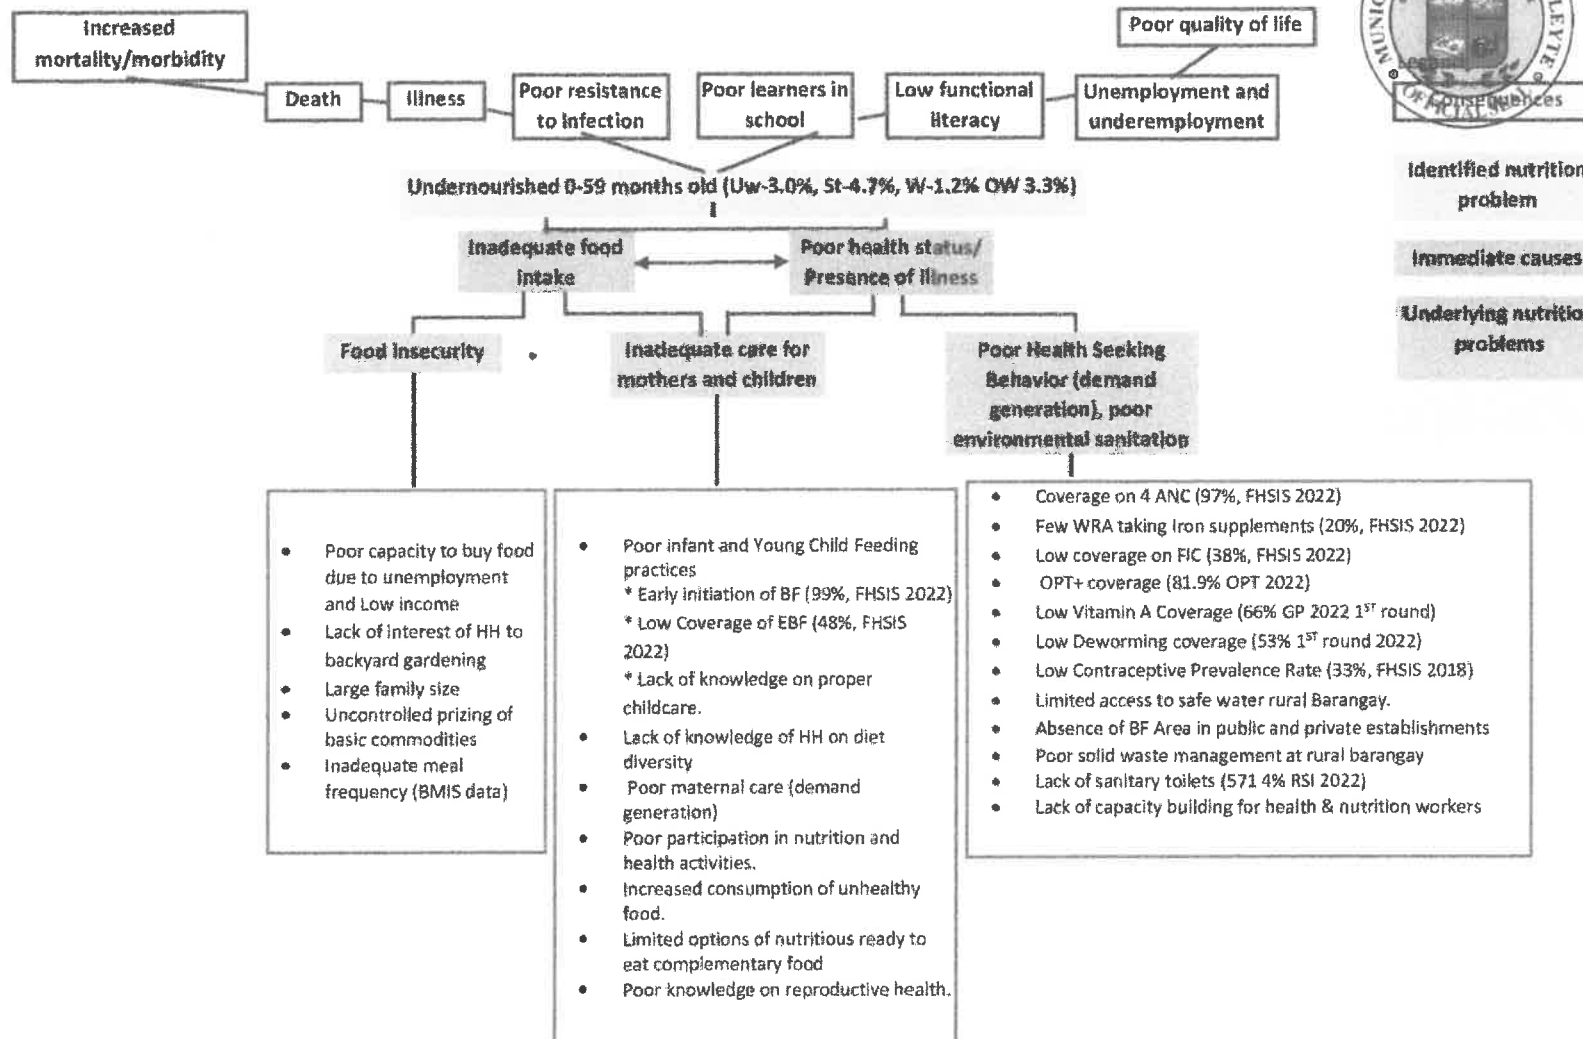 Increased
mortality/morbidity
Poor quality of life
Death
Illness
Poor resistance
to Infection
Poor learners in
school
Low functional
literacy
Unemployment and
underemployment
Undernourished 0-59 months old (Uw-3.0%, St-4.7%, W-1.2% OW 3.3%)
Inadequate food
intake
Poor health status/
Presence of Illness
Food Insecurity
Inadequate care for
mothers and children
Poor Health Seeking
Behavior (demand
generation), poor
environmental sanitation
• Poor capacity to buy food
due to unemployment
and Low income
• Lack of Interest of HH to
backyard gardening
• Large family size
• Uncontrolled prizing of
basic commodities
• Inadequate meal
frequency (BMIS data)
• Poor infant and Young Child Feeding
practices
* Early initiation of BF (99%, FHSIS 2022)
* Low Coverage of EBF (48%, FHSIS
2022)
* Lack of knowledge on proper
childcare.
• Lack of knowledge of HH on diet
diversity
• Poor maternal care (demand
generation)
• Poor participation in nutrition and
health activities.
• Increased consumption of unhealthy
food.
• Limited options of nutritious ready to
eat complementary food
• Poor knowledge on reproductive health.
• Coverage on 4 ANC (97%, FHSIS 2022)
• Few WRA taking Iron supplements (20%, FHSIS 2022)
• Low coverage on FIC (38%, FHSIS 2022)
• OPT+ coverage (81.9% OPT 2022)
• Low Vitamin A Coverage (66% GP 2022 1ST round)
• Low Deworming coverage (53% 1ST round 2022)
• Low Contraceptive Prevalence Rate (33%, FHSIS 2018)
• Limited access to safe water rural Barangay.
• Absence of BF Area in public and private establishments
• Poor solid waste management at rural barangay
• Lack of sanitary toilets (571 4% RSI 2022)
• Lack of capacity building for health & nutrition workers
LEYTE
OFFICIAL SEAL
Legend
Consequences
Identified nutrition
problem
Immediate causes
Underlying nutritio
problems